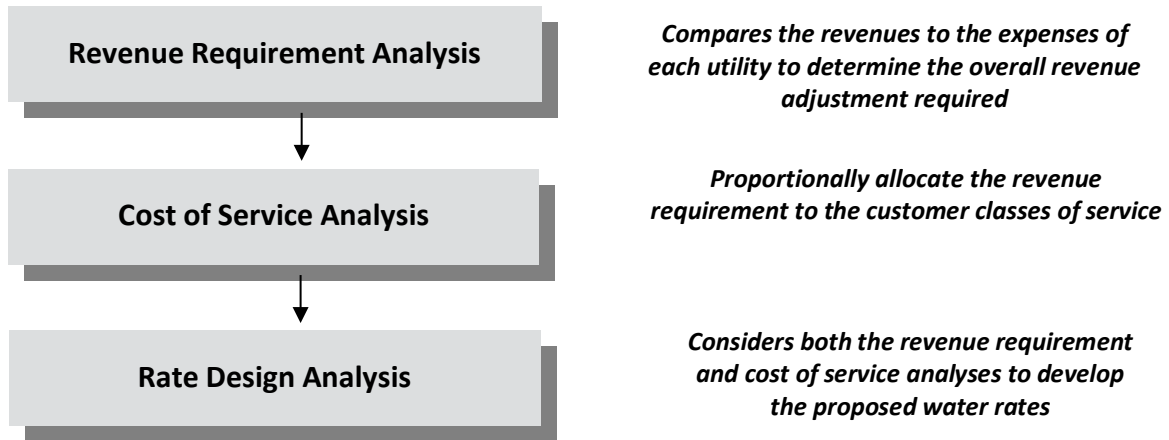 Revenue Requirement Analysis
Compares the revenues to the expenses of
each utility to determine the overall revenue
adjustment required
Cost of Service Analysis
Proportionally allocate the revenue
requirement to the customer classes of service
Rate Design Analysis
Considers both the revenue requirement
and cost of service analyses to develop
the proposed water rates